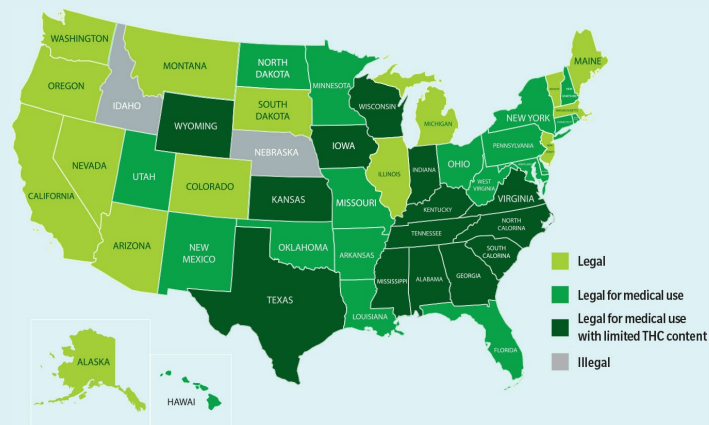 WASHINGTON
MAINE
MONTANA
NORTH
DAKOTA
OREGON
MINNESOTA
IDAHO
SOUTH
DAKOTA
WISCONSIN
NEW YORK
WYOMING
MICHIGAN
IOWA
PENNSYLVANIA
NEBRASKA
NEVADA
OHIO
INDIANA
ILLINOIS
UTAH
COLORADO
WEST
VIRGINIA
CALIFORNIA
KANSAS
MISSOURI
VIRGINIA
KENTUCKY
NORTH
CALORINA
TENNESSEE
ARIZONA
NEW
MEXICO
OKLAHOMA
ARKANSAS
SOUTH
CALORINA
MISSISSIPPI
ALABAMA
GEORGIA
TEXAS
LOUISIANA
FLORIDA
ALASKA
HAWAI
Legal
Legal for medical use
Legal for medical use
with limited THC content
Illegal